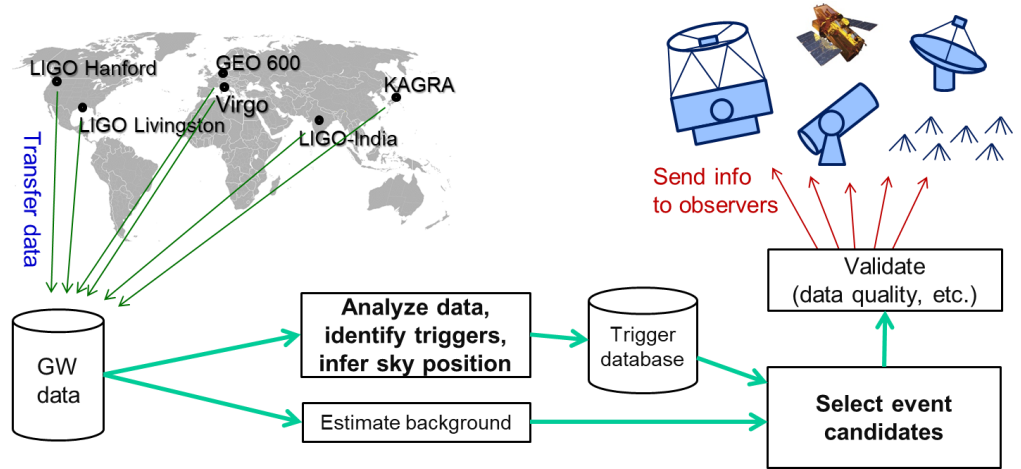 LIGO Hanford
GEO 600
KAGRA
Virgo
LIGO Livingston
LIGO-India
Transfer data
Send info
to observers
Validate
(data quality, etc.)
GW
data
Analyze data,
identify triggers,
infer sky position
Trigger
database
Estimate background
Select event
candidates